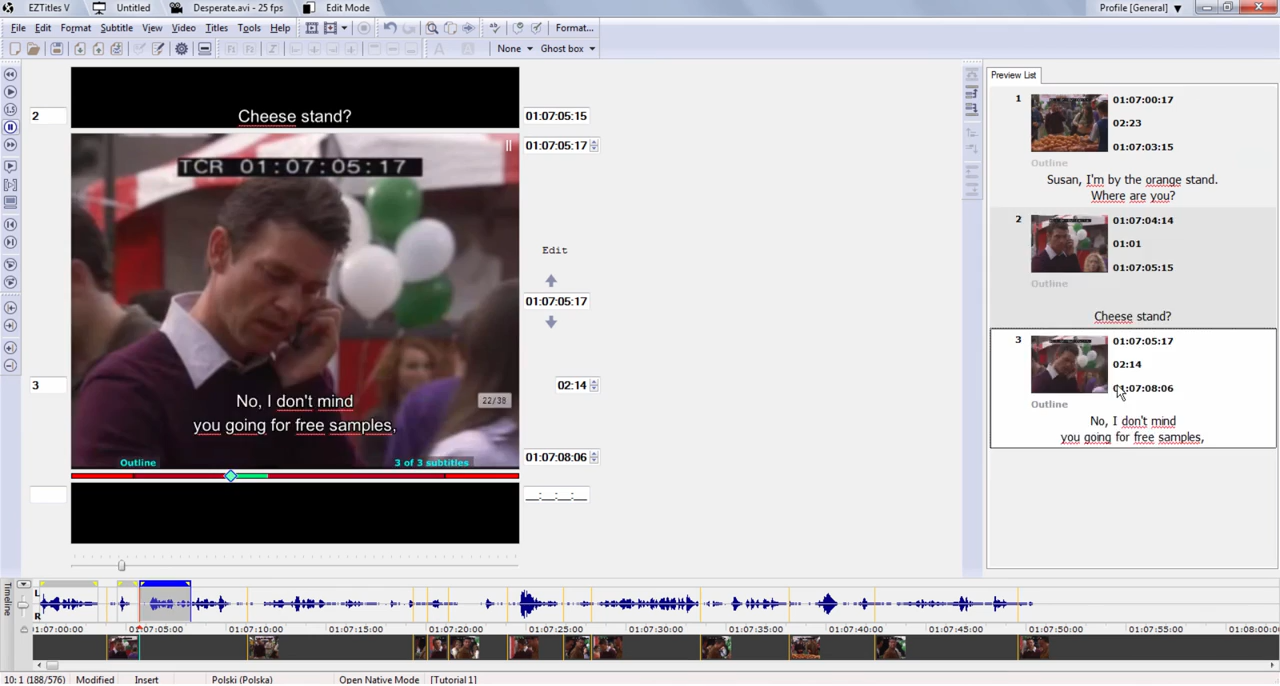 EZTitles V Untitled Desperate.avi - 25 fps Edit Mode Profile [General]
File Edit Format Subtitle View Video Titles Tools Help Format...
None Ghost box
2 Cheese stand? 01:07:05:15
01:07:05:17
TCR 01:07:05:17
Edit
01:07:05:17
3 02:14
No, I don't mind
you going for free samples,
22/38
01:07:08:06
Outline 3 of 3 subtitles
__:__:__:__
Preview List
1 01:07:00:17
02:23
01:07:03:15
Outline
Susan, I'm by the orange stand.
Where are you?
2 01:07:04:14
01:01
01:07:05:15
Outline
Cheese stand?
3 01:07:05:17
02:14
01:07:08:06
Outline
No, I don't mind
you going for free samples,
Timeline
L
R
01:07:00:00 01:07:05:00 01:07:10:00 01:07:15:00 01:07:20:00 01:07:25:00 01:07:30:00 01:07:35:00 01:07:40:00 01:07:45:00 01:07:50:00 01:07:55:00 01:08:00:00
10: 1 (188/576) Modified Insert Polski (Polska) Open Native Mode [Tutorial 1]